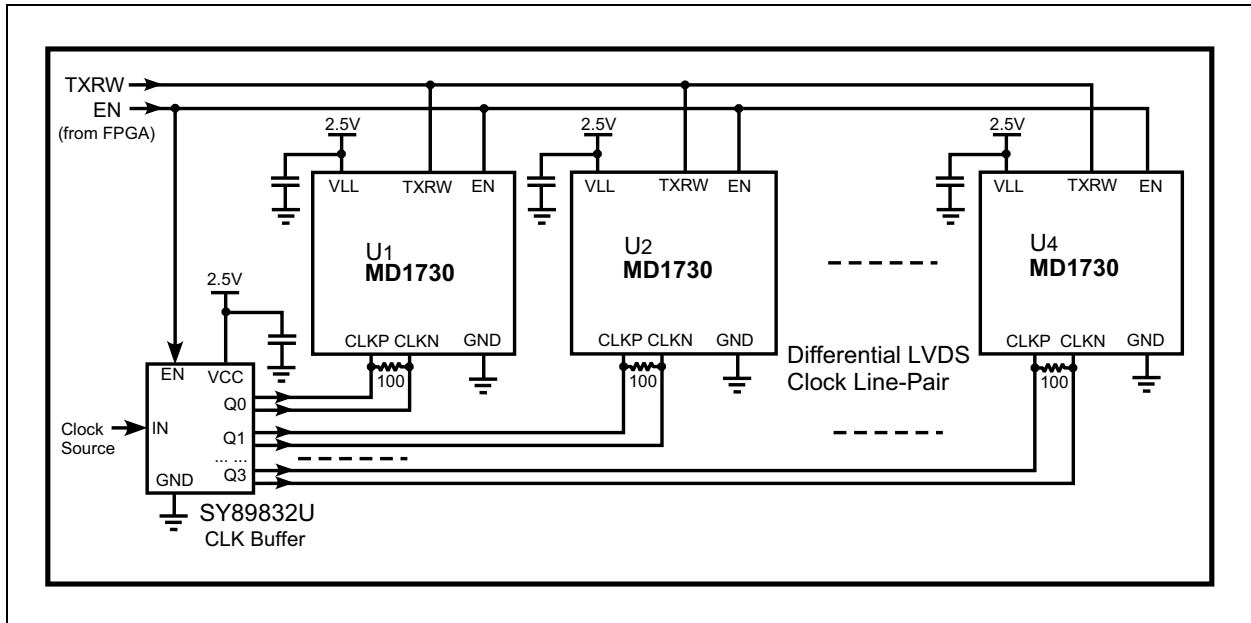 TXRW
EN
(from FPGA)
2.5V
2.5V
2.5V
VLL TXRW EN
VLL TXRW EN
VLL TXRW EN
U1
MD1730
U2
MD1730
U4
MD1730
2.5V
CLKP CLKN GND
CLKP CLKN GND
CLKP CLKN GND
100
100
100
Differential LVDS
Clock Line-Pair
EN VCC
Q0
Clock
Source
IN
Q1
... ...
Q3
GND
SY89832U
CLK Buffer